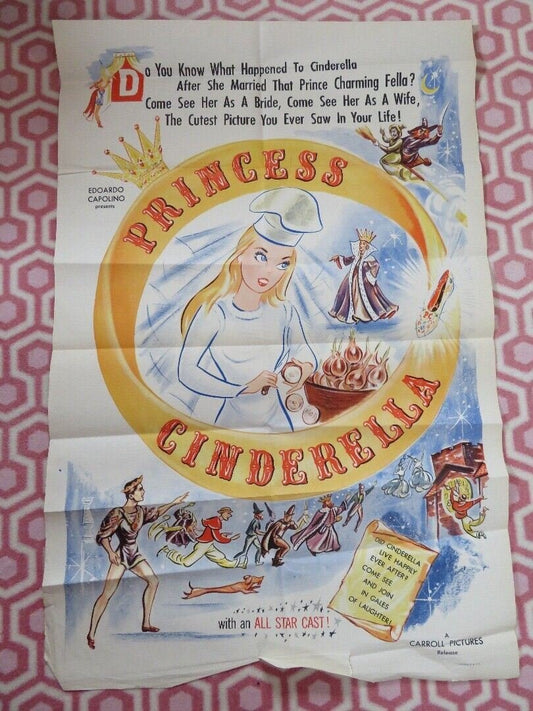 Do You Know What Happened To Cinderella
After She Married That Prince Charming Fella?
Come See Her As A Bride, Come See Her As A Wife,
The Cutest Picture You Ever Saw In Your Life!
EDOARDO
CAPOLINO
presents
PRINCESS
CINDERELLA
DID CINDERELLA
LIVE HAPPILY
EVER AFTER?
COME SEE
AND JOIN
IN GALES
OF LAUGHTER!
with an ALL STAR CAST!
A
CARROLL PICTURES
Release